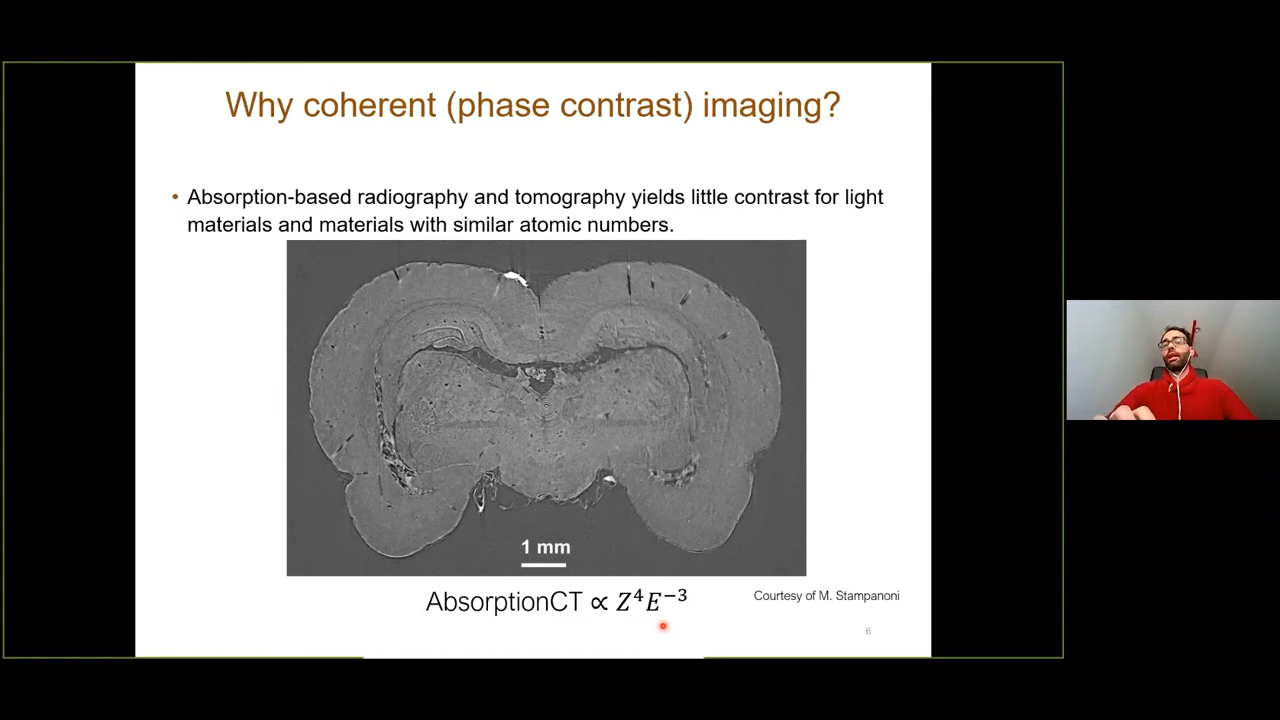 Why coherent (phase contrast) imaging?
• Absorption-based radiography and tomography yields little contrast for light
materials and materials with similar atomic numbers.
1 mm
AbsorptionCT ∝ Z⁴E⁻³
Courtesy of M. Stampanoni
6